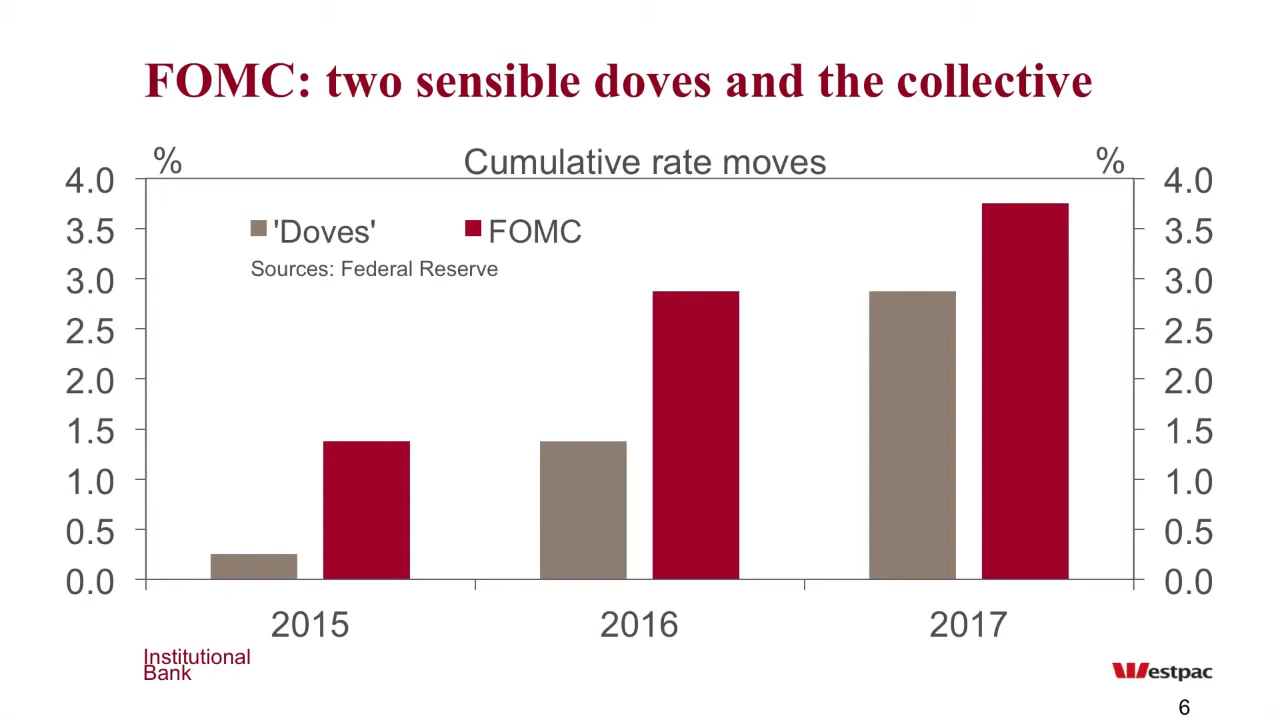 FOMC: two sensible doves and the collective
% Cumulative rate moves %
4.0 4.0
'Doves' FOMC
3.5 3.5
Sources: Federal Reserve
3.0 3.0
2.5 2.5
2.0 2.0
1.5 1.5
1.0 1.0
0.5 0.5
0.0 0.0
2015 2016 2017
Institutional
Bank
Westpac
6